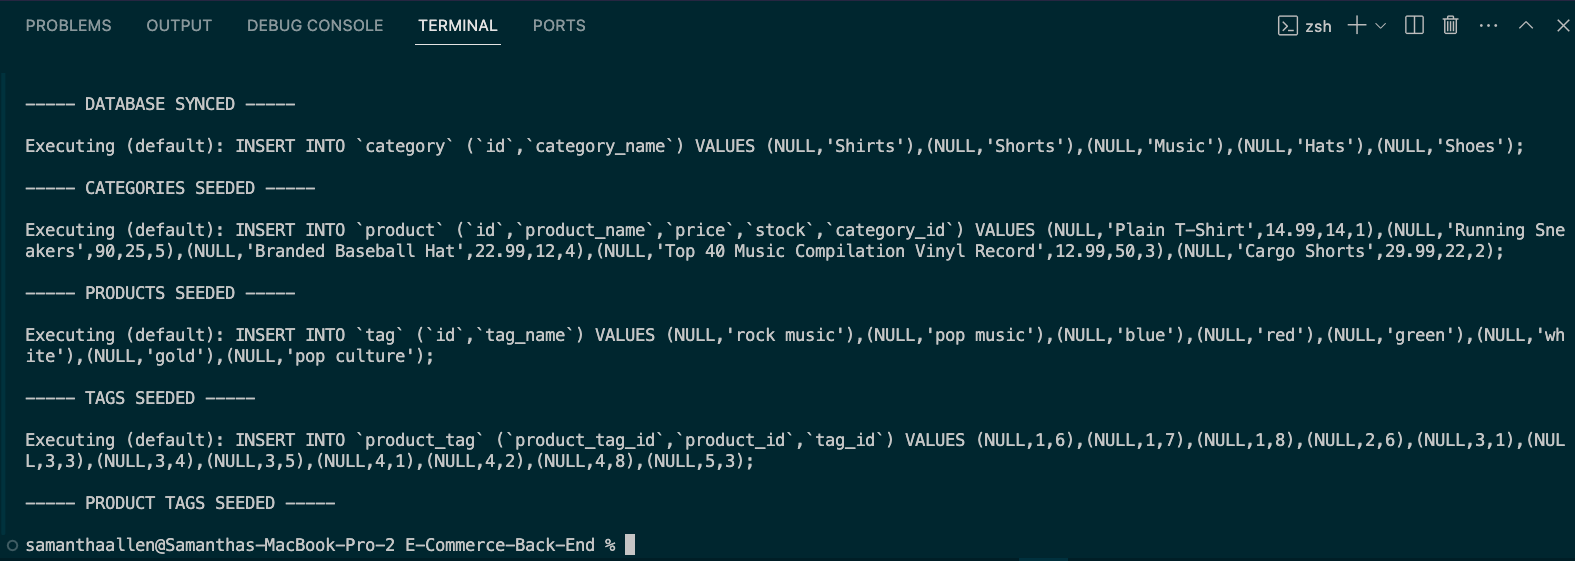 PROBLEMS OUTPUT DEBUG CONSOLE TERMINAL PORTS zsh
----- DATABASE SYNCED -----
Executing (default): INSERT INTO `category` (`id`,`category_name`) VALUES (NULL,'Shirts'),(NULL,'Shorts'),(NULL,'Music'),(NULL,'Hats'),(NULL,'Shoes');
----- CATEGORIES SEEDED -----
Executing (default): INSERT INTO `product` (`id`,`product_name`,`price`,`stock`,`category_id`) VALUES (NULL,'Plain T-Shirt',14.99,14,1),(NULL,'Running Sne
akers',90,25,5),(NULL,'Branded Baseball Hat',22.99,12,4),(NULL,'Top 40 Music Compilation Vinyl Record',12.99,50,3),(NULL,'Cargo Shorts',29.99,22,2);
----- PRODUCTS SEEDED -----
Executing (default): INSERT INTO `tag` (`id`,`tag_name`) VALUES (NULL,'rock music'),(NULL,'pop music'),(NULL,'blue'),(NULL,'red'),(NULL,'green'),(NULL,'wh
ite'),(NULL,'gold'),(NULL,'pop culture');
----- TAGS SEEDED -----
Executing (default): INSERT INTO `product_tag` (`product_tag_id`,`product_id`,`tag_id`) VALUES (NULL,1,6),(NULL,1,7),(NULL,1,8),(NULL,2,6),(NULL,3,1),(NUL
L,3,3),(NULL,3,4),(NULL,3,5),(NULL,4,1),(NULL,4,2),(NULL,4,8),(NULL,5,3);
----- PRODUCT TAGS SEEDED -----
samanthaallen@Samanthas-MacBook-Pro-2 E-Commerce-Back-End %